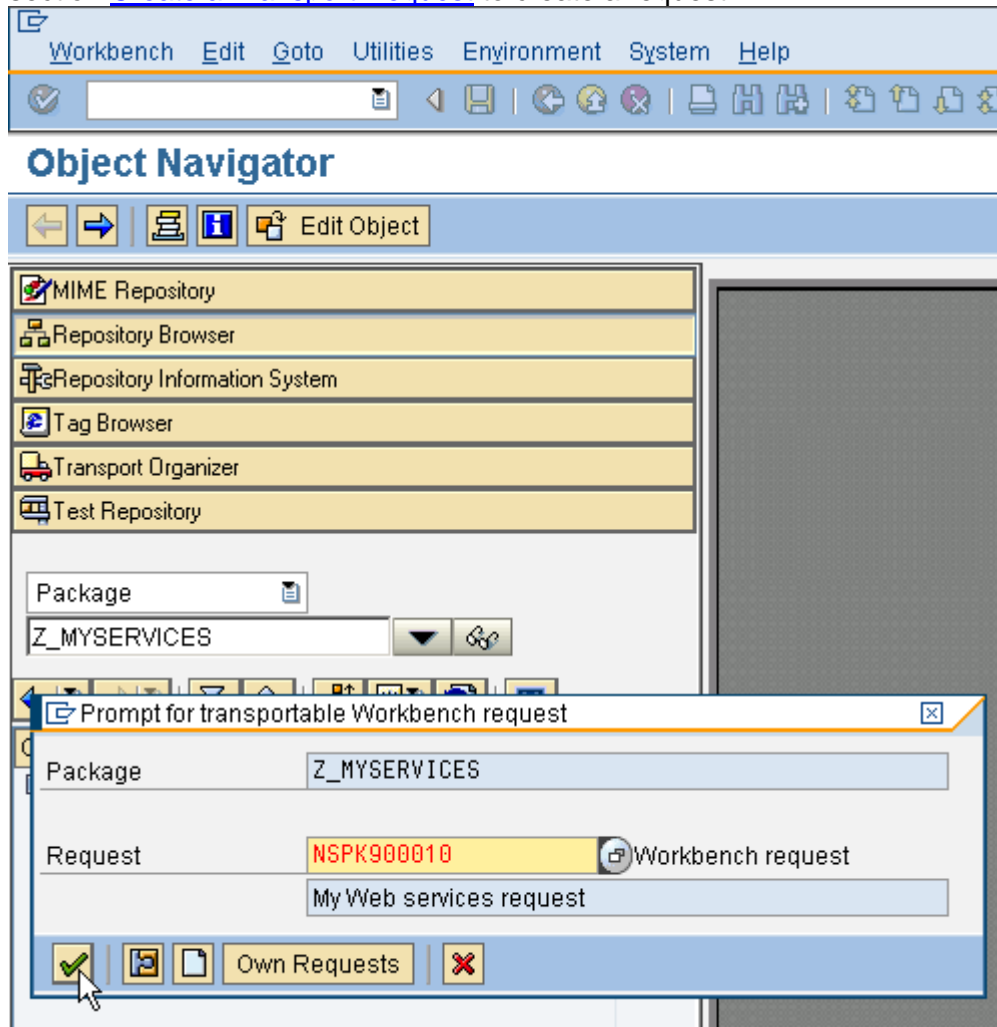 Workbench Edit Goto Utilities Environment System Help
Object Navigator
Edit Object
MIME Repository
Repository Browser
Repository Information System
Tag Browser
Transport Organizer
Test Repository
Package
Z_MYSERVICES
Prompt for transportable Workbench request
Package Z_MYSERVICES
Request NSPK900010 Workbench request
My Web services request
Own Requests